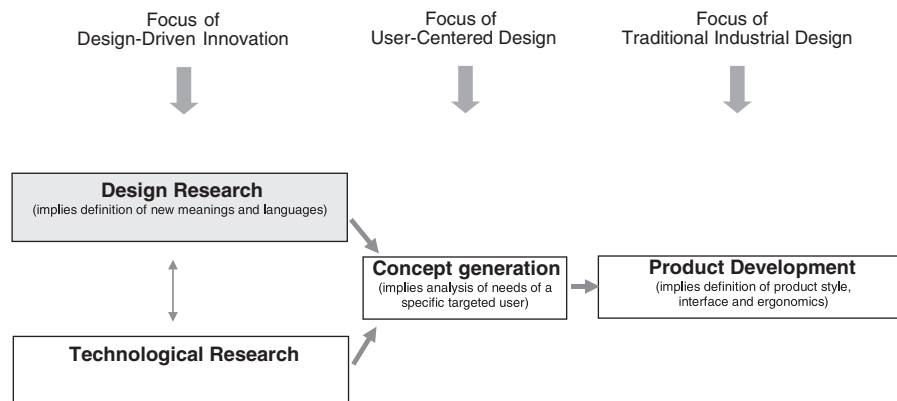 Focus of
Design-Driven Innovation
Focus of
User-Centered Design
Focus of
Traditional Industrial Design
Design Research
(implies definition of new meanings and languages)
Concept generation
(implies analysis of needs of a
specific targeted user)
Product Development
(implies definition of product style,
interface and ergonomics)
Technological Research